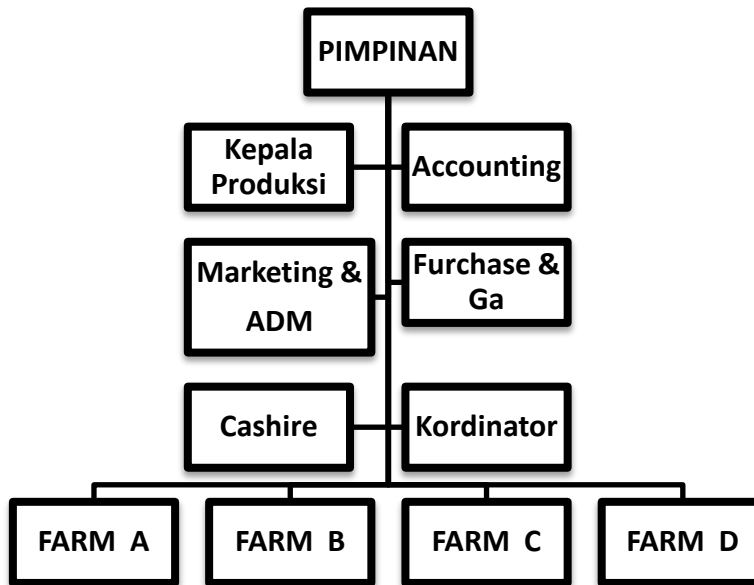 PIMPINAN
Kepala
Produksi
Accounting
Marketing &
ADM
Furchase &
Ga
Cashire
Kordinator
FARM A
FARM B
FARM C
FARM D